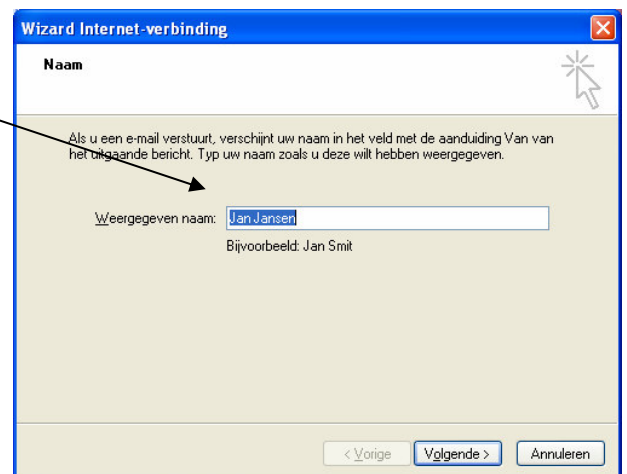 Wizard Internet-verbinding
Naam
Als u een e-mail verstuurt, verschijnt uw naam in het veld met de aanduiding Van van
het uitgaande bericht. Typ uw naam zoals u deze wilt hebben weergegeven.
Weergegeven naam: Jan Jansen
Bijvoorbeeld: Jan Smit
< Vorige Volgende > Annuleren